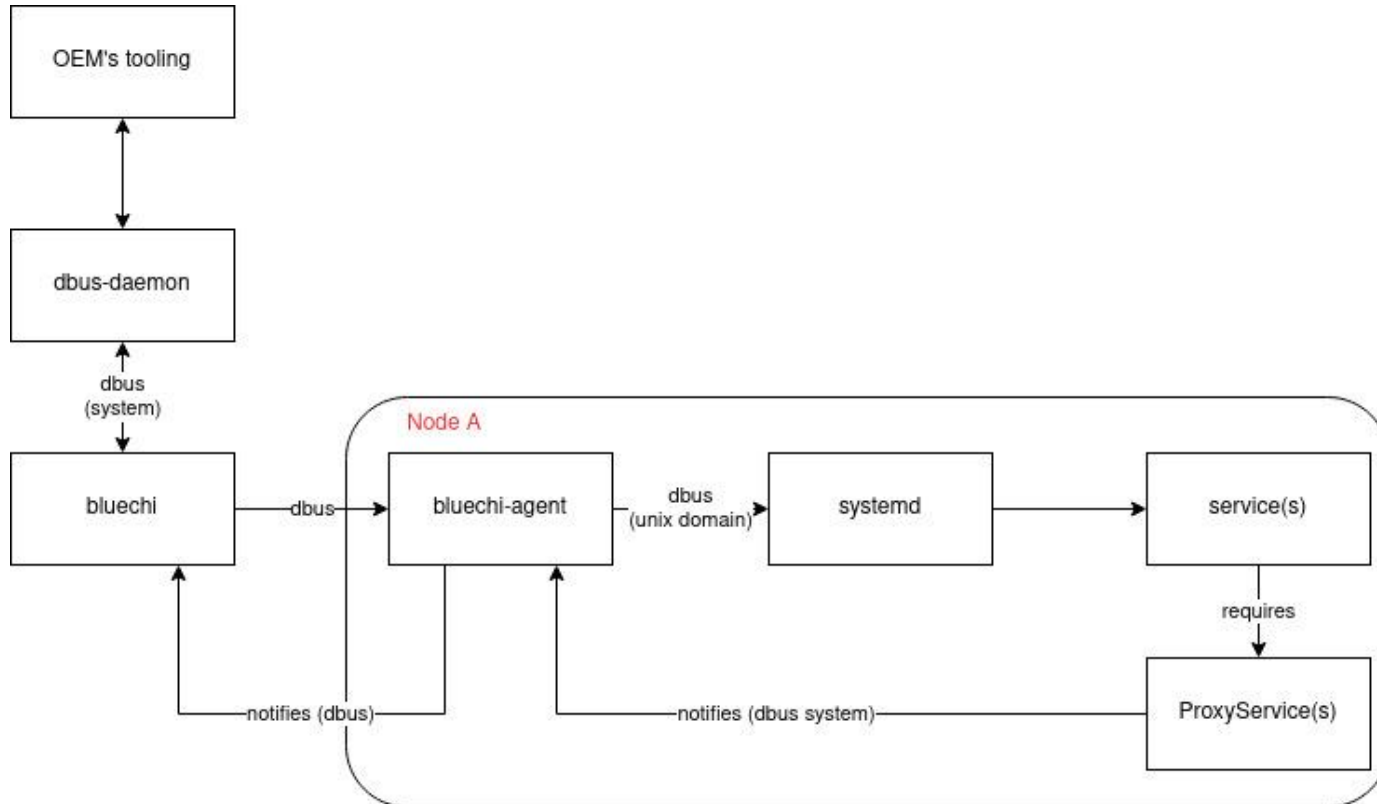 OEM's tooling
dbus-daemon
dbus
(system)
Node A
bluechi
dbus
bluechi-agent
dbus
(unix domain)
systemd
service(s)
requires
notifies (dbus)
notifies (dbus system)
ProxyService(s)